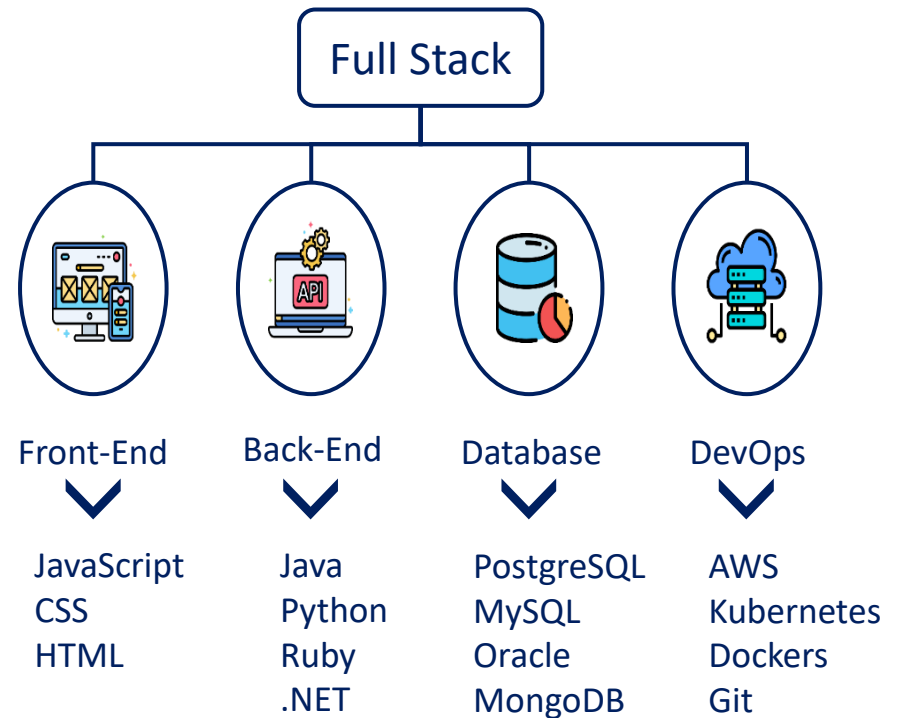 Full Stack
API
Front-End
Back-End
Database
DevOps
JavaScript
CSS
HTML
Java
Python
Ruby
.NET
PostgreSQL
MySQL
Oracle
MongoDB
AWS
Kubernetes
Dockers
Git